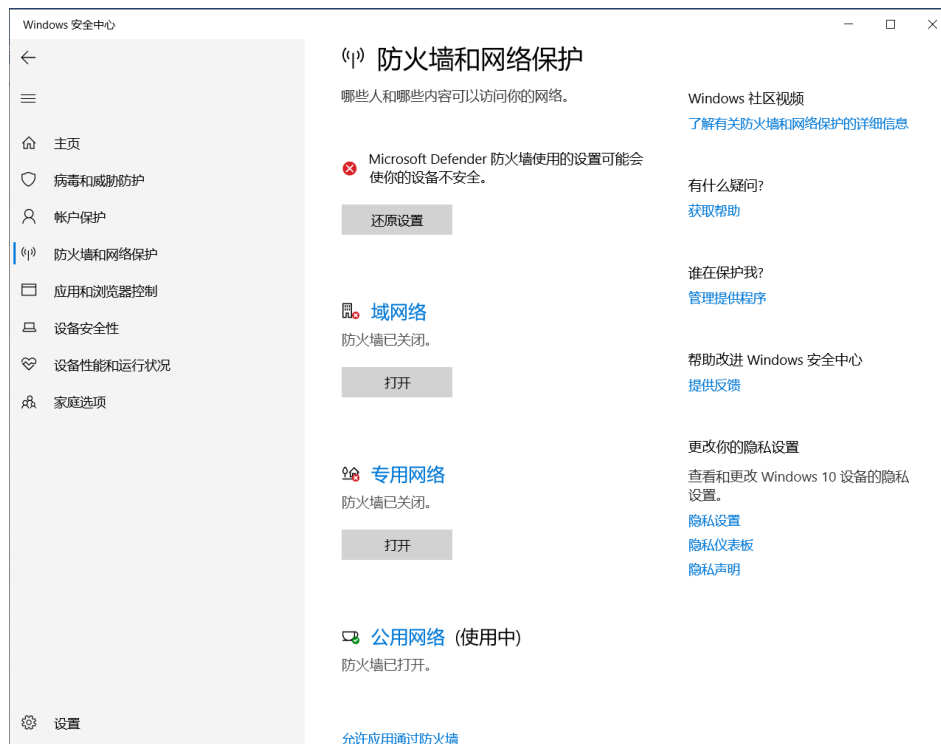 Windows 安全中心
主页
病毒和威胁防护
帐户保护
防火墙和网络保护
应用和浏览器控制
设备安全性
设备性能和运行状况
家庭选项
设置
防火墙和网络保护
哪些人和哪些内容可以访问你的网络。
Microsoft Defender 防火墙使用的设置可能会
使你的设备不安全。
还原设置
域网络
防火墙已关闭。
打开
专用网络
防火墙已关闭。
打开
公用网络 (使用中)
防火墙已打开。
允许应用通过防火墙
Windows 社区视频
了解有关防火墙和网络保护的详细信息
有什么疑问?
获取帮助
谁在保护我?
管理提供程序
帮助改进 Windows 安全中心
提供反馈
更改你的隐私设置
查看和更改 Windows 10 设备的隐私
设置。
隐私设置
隐私仪表板
隐私声明